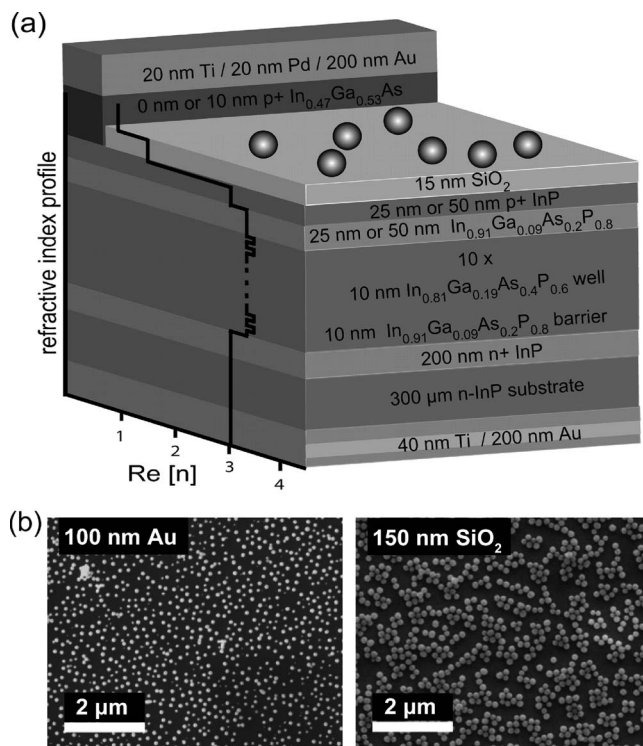 (a)
20 nm Ti / 20 nm Pd / 200 nm Au
0 nm or 10 nm p+ In0.47Ga0.53As
15 nm SiO2
25 nm or 50 nm p+ InP
25 nm or 50 nm In0.91Ga0.09As0.2P0.8
10 x
10 nm In0.81Ga0.19As0.4P0.6 well
10 nm In0.91Ga0.09As0.2P0.8 barrier
200 nm n+ InP
300 µm n-InP substrate
40 nm Ti / 200 nm Au
refractive index profile
1
2
3
4
Re [n]
(b)
100 nm Au
2 µm
150 nm SiO2
2 µm